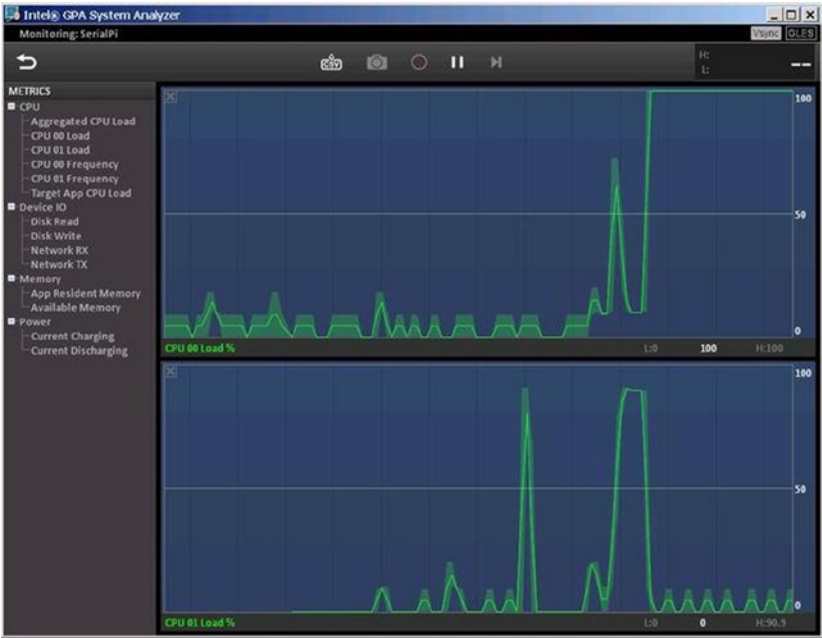 Intel® GPA System Analyzer
Monitoring: SerialPi
Vsync GLES
CSV
H:
L:
--
METRICS
CPU
Aggregated CPU Load
CPU 00 Load
CPU 01 Load
CPU 00 Frequency
CPU 01 Frequency
Target App CPU Load
Device IO
Disk Read
Disk Write
Network RX
Network TX
Memory
App Resident Memory
Available Memory
Power
Current Charging
Current Discharging
100
50
0
CPU 00 Load % L:0 100 H:100
100
50
0
CPU 01 Load % L:0 0 H:90.9